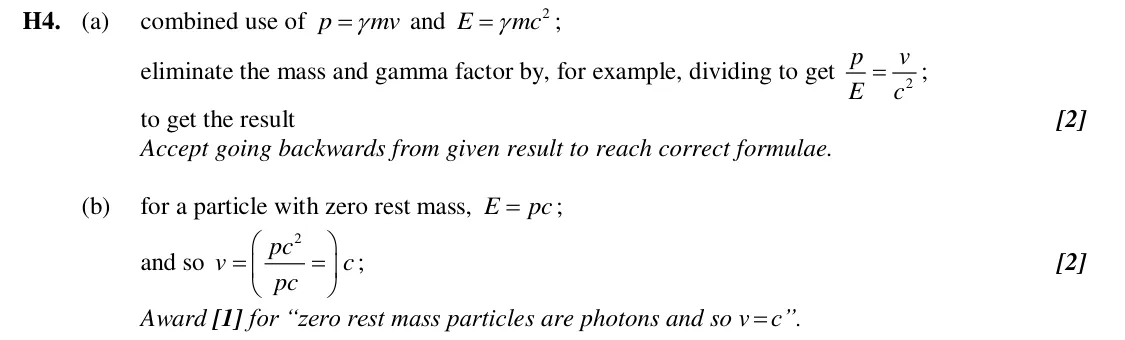 H4. (a) combined use of p = γmv and E = γmc² ;
eliminate the mass and gamma factor by, for example, dividing to get p/E = v/c² ;
to get the result [2]
Accept going backwards from given result to reach correct formulae.
(b) for a particle with zero rest mass, E = pc ;
and so v = (pc²/pc =) c ; [2]
Award [1] for “zero rest mass particles are photons and so v = c”.